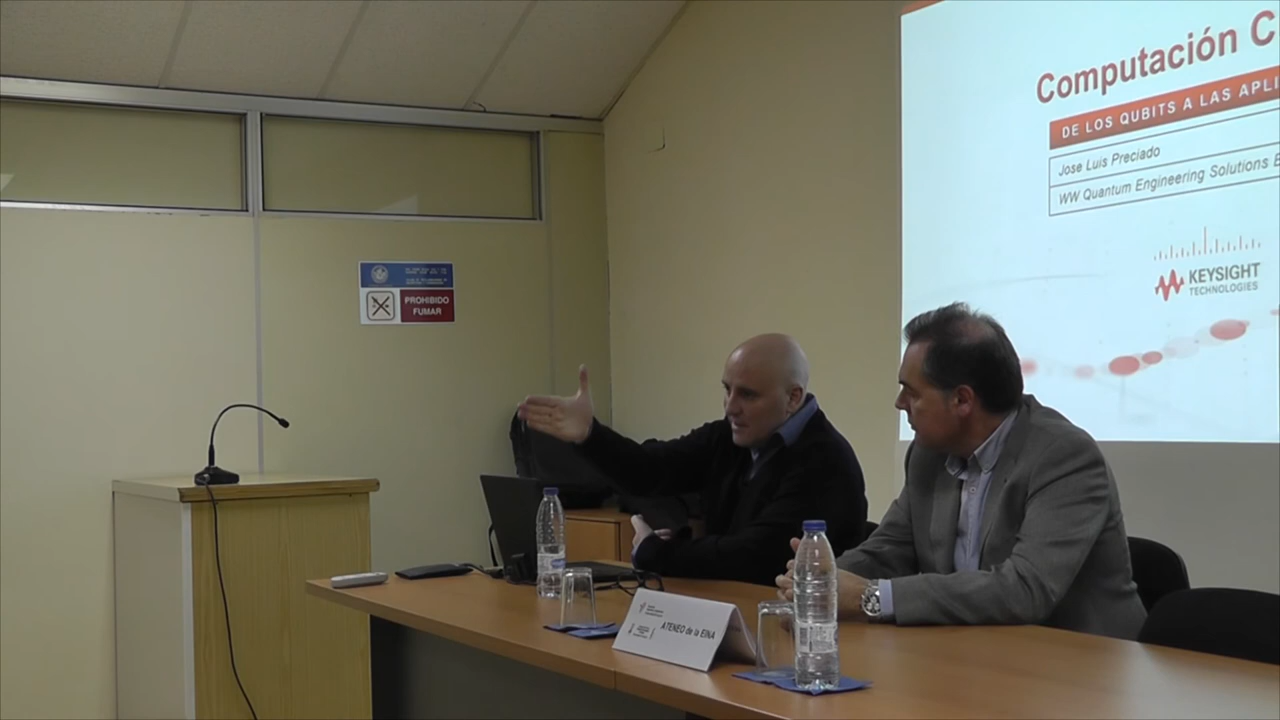 Computación C
DE LOS QUBITS A LAS APLI
Jose Luis Preciado
WW Quantum Engineering Solutions B
KEYSIGHT
TECHNOLOGIES
PROHIBIDO
FUMAR
ATENEO de la EINA